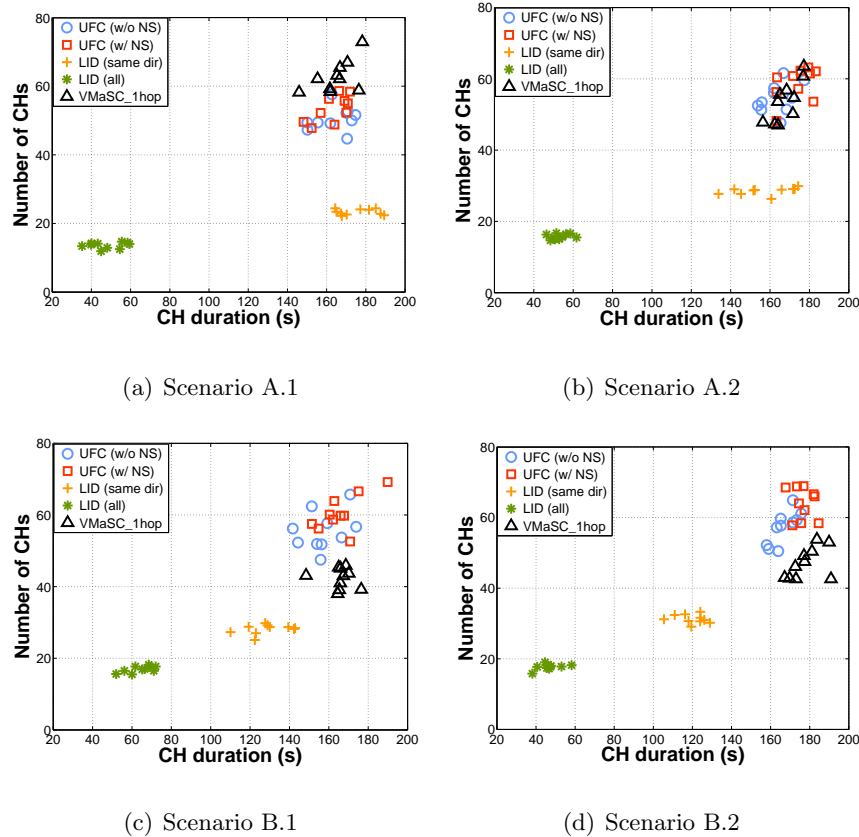 80
60
40
20
0
20 40 60 80 100 120 140 160 180 200
Number of CHs
CH duration (s)
UFC (w/o NS)
UFC (w/ NS)
LID (same dir)
LID (all)
VMaSC_1hop
(a) Scenario A.1
80
60
40
20
0
20 40 60 80 100 120 140 160 180 200
Number of CHs
CH duration (s)
UFC (w/o NS)
UFC (w/ NS)
LID (same dir)
LID (all)
VMaSC_1hop
(b) Scenario A.2
80
60
40
20
0
20 40 60 80 100 120 140 160 180 200
Number of CHs
CH duration (s)
UFC (w/o NS)
UFC (w/ NS)
LID (same dir)
LID (all)
VMaSC_1hop
(c) Scenario B.1
80
60
40
20
0
20 40 60 80 100 120 140 160 180 200
Number of CHs
CH duration (s)
UFC (w/o NS)
UFC (w/ NS)
LID (same dir)
LID (all)
VMaSC_1hop
(d) Scenario B.2